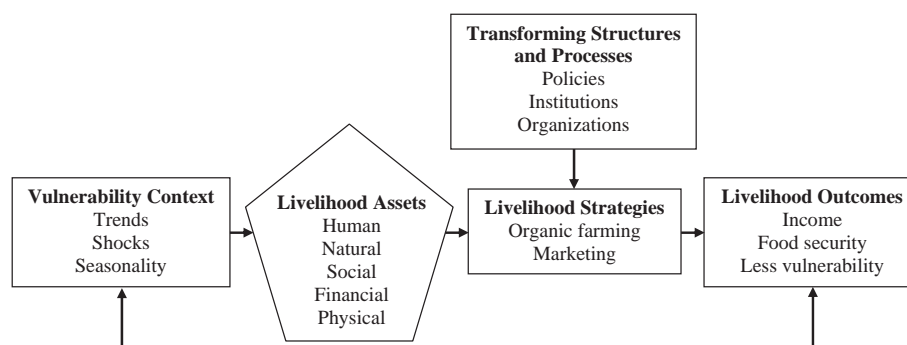 Transforming Structures
and Processes
Policies
Institutions
Organizations
Vulnerability Context
Trends
Shocks
Seasonality
Livelihood Assets
Human
Natural
Social
Financial
Physical
Livelihood Strategies
Organic farming
Marketing
Livelihood Outcomes
Income
Food security
Less vulnerability